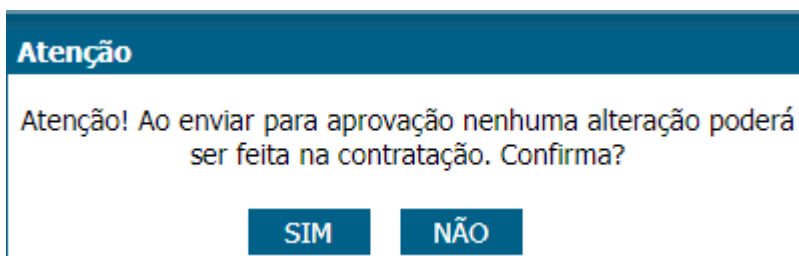 Atenção
Atenção! Ao enviar para aprovação nenhuma alteração poderá
ser feita na contratação. Confirma?
SIM NÃO